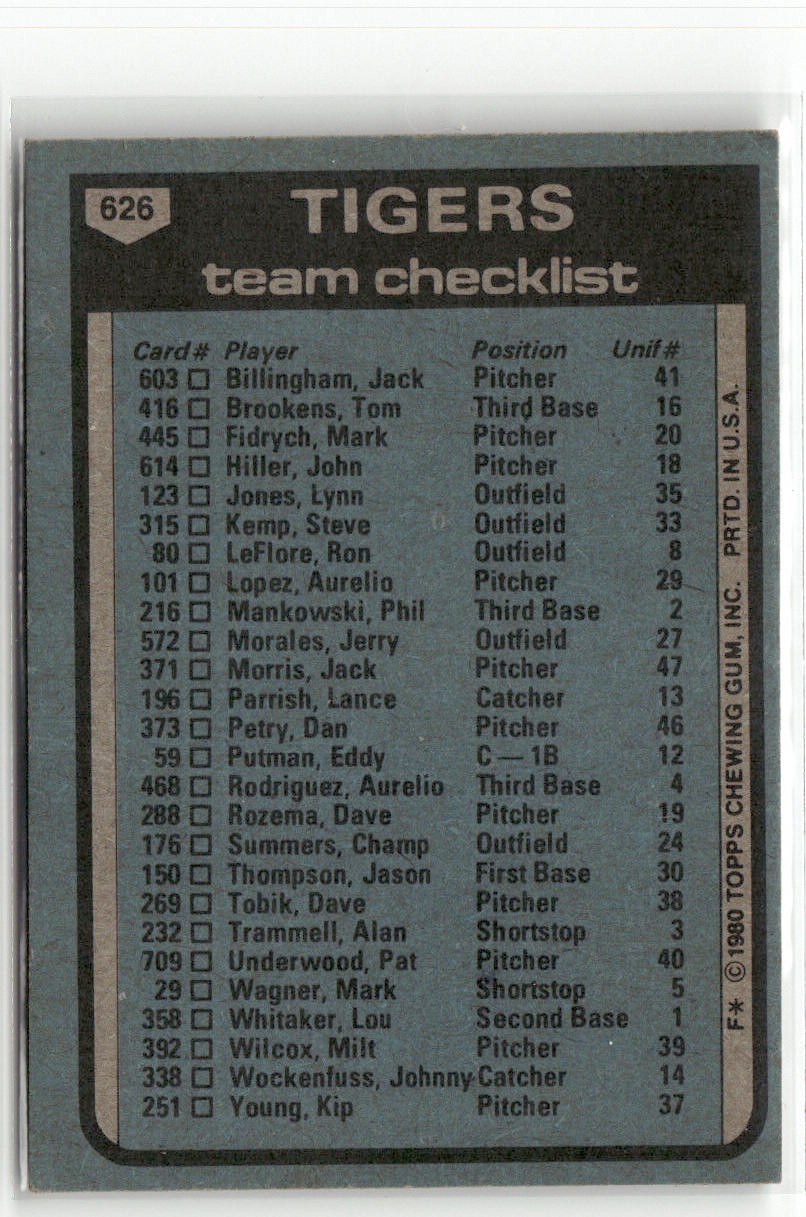 626
TIGERS
team checklist
Card# Player Position Unif#
603 □ Billingham, Jack Pitcher 41
416 □ Brookens, Tom Third Base 16
445 □ Fidrych, Mark Pitcher 20
614 □ Hiller, John Pitcher 18
123 □ Jones, Lynn Outfield 35
315 □ Kemp, Steve Outfield 33
80 □ LeFlore, Ron Outfield 8
101 □ Lopez, Aurelio Pitcher 29
216 □ Mankowski, Phil Third Base 2
572 □ Morales, Jerry Outfield 27
371 □ Morris, Jack Pitcher 47
196 □ Parrish, Lance Catcher 13
373 □ Petry, Dan Pitcher 46
59 □ Putman, Eddy C — 1B 12
468 □ Rodriguez, Aurelio Third Base 4
288 □ Rozema, Dave Pitcher 19
176 □ Summers, Champ Outfield 24
150 □ Thompson, Jason First Base 30
269 □ Tobik, Dave Pitcher 38
232 □ Trammell, Alan Shortstop 3
709 □ Underwood, Pat Pitcher 40
29 □ Wagner, Mark Shortstop 5
358 □ Whitaker, Lou Second Base 1
392 □ Wilcox, Milt Pitcher 39
338 □ Wockenfuss, Johnny Catcher 14
251 □ Young, Kip Pitcher 37
F* ©1980 TOPPS CHEWING GUM, INC. PRTD. IN U.S.A.